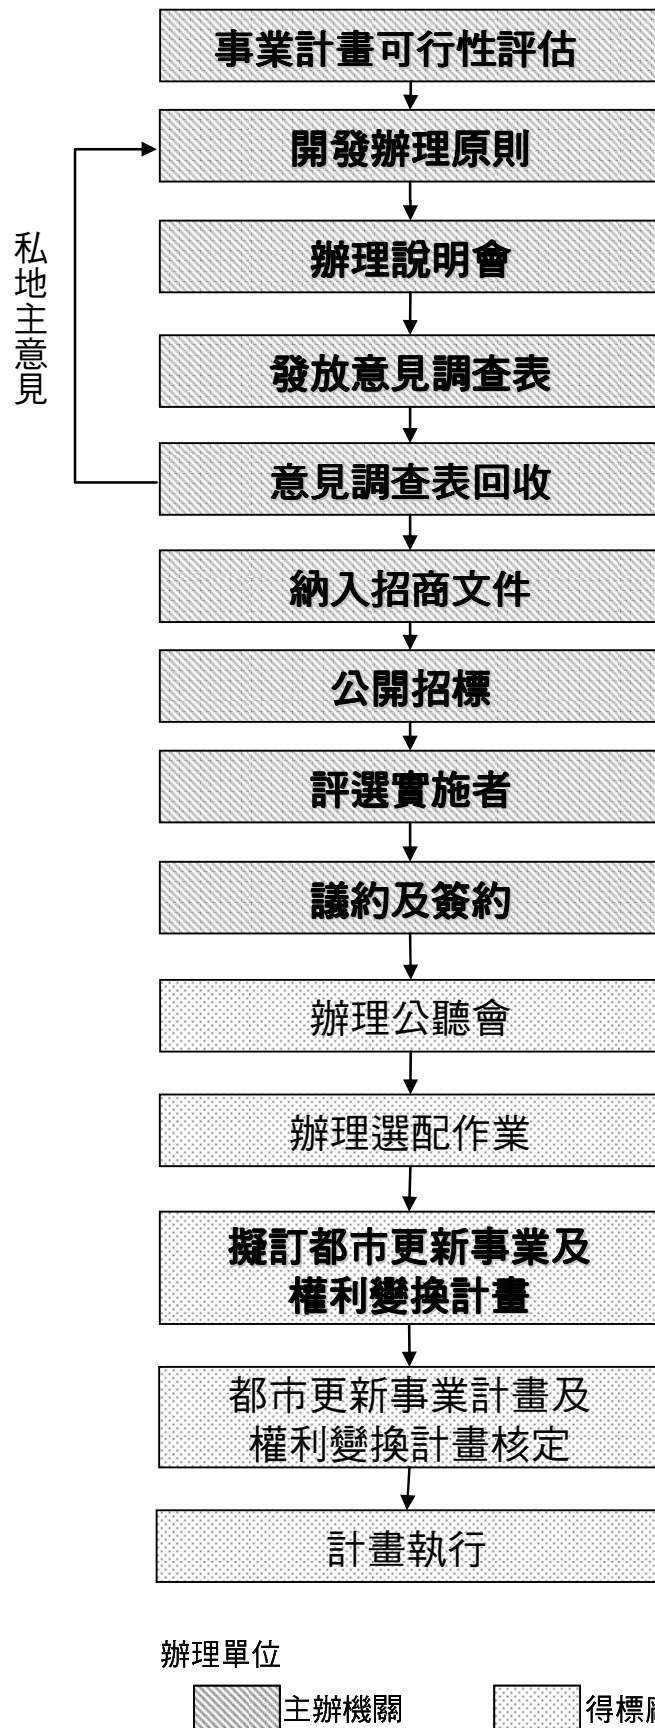 事業計畫可行性評估
開發辦理原則
私地主意見
辦理說明會
發放意見調查表
意見調查表回收
納入招商文件
公開招標
評選實施者
議約及簽約
辦理公聽會
辦理選配作業
擬訂都市更新事業及
權利變換計畫
都市更新事業計畫及
權利變換計畫核定
計畫執行
辦理單位
主辦機關
得標